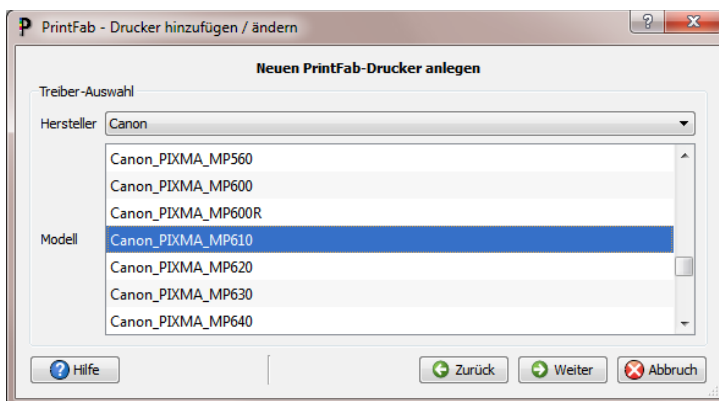 PrintFab - Drucker hinzufügen / ändern
Neuen PrintFab-Drucker anlegen
Treiber-Auswahl
Hersteller Canon
Canon_PIXMA_MP560
Canon_PIXMA_MP600
Canon_PIXMA_MP600R
Modell Canon_PIXMA_MP610
Canon_PIXMA_MP620
Canon_PIXMA_MP630
Canon_PIXMA_MP640
Hilfe Zurück Weiter Abbruch